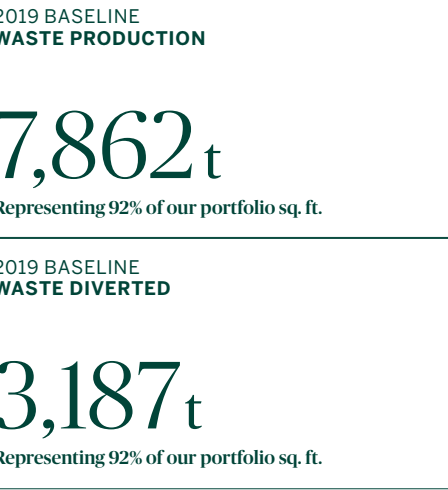 2019 BASELINE
WASTE PRODUCTION
7,862 t
Representing 92% of our portfolio sq. ft.
2019 BASELINE
WASTE DIVERTED
3,187 t
Representing 92% of our portfolio sq. ft.